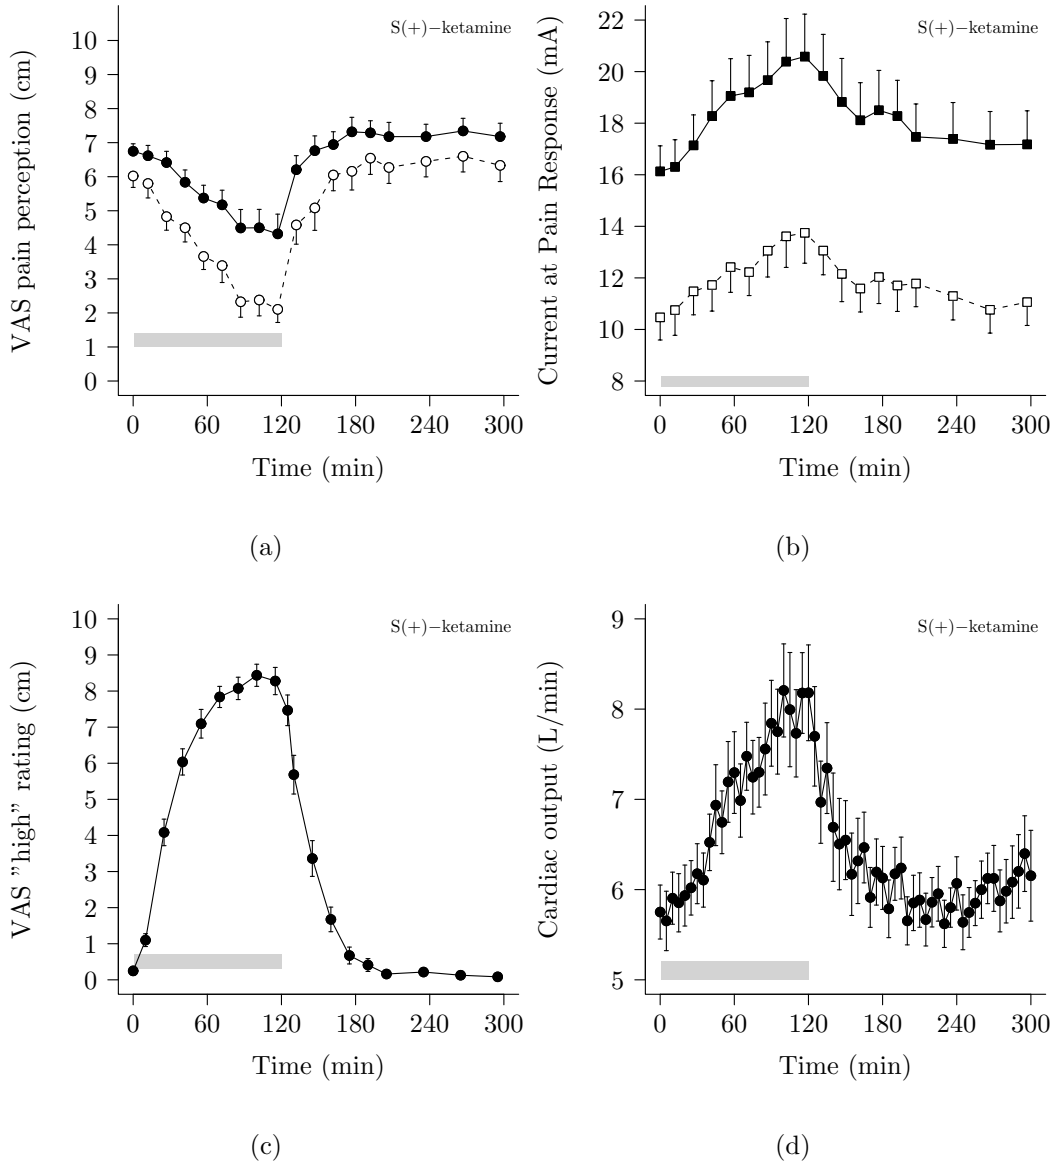 S(+)−ketamine
VAS pain perception (cm)
10
9
8
7
6
5
4
3
2
1
0
0 60 120 180 240 300
Time (min)
(a)
S(+)−ketamine
Current at Pain Response (mA)
22
20
18
16
14
12
10
8
0 60 120 180 240 300
Time (min)
(b)
S(+)−ketamine
VAS ”high” rating (cm)
10
9
8
7
6
5
4
3
2
1
0
0 60 120 180 240 300
Time (min)
(c)
S(+)−ketamine
Cardiac output (L/min)
9
8
7
6
5
0 60 120 180 240 300
Time (min)
(d)